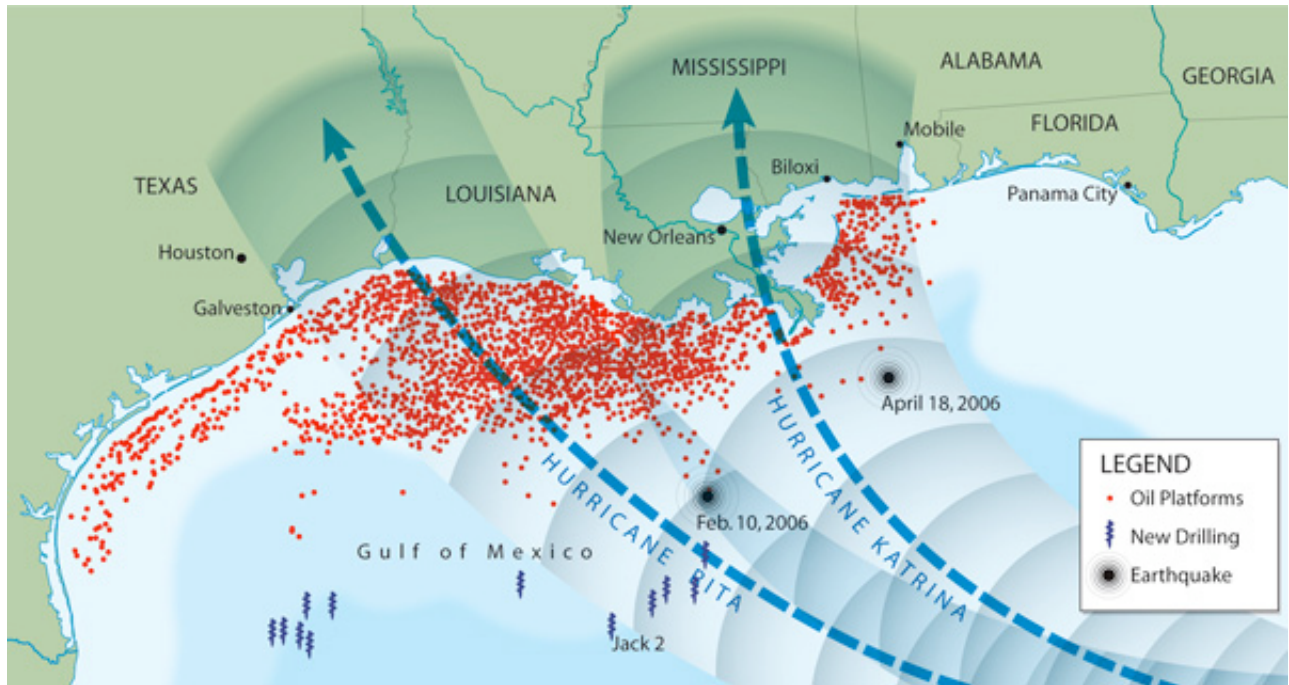 MISSISSIPPI
ALABAMA
GEORGIA
FLORIDA
Mobile
Biloxi
Panama City
TEXAS
LOUISIANA
New Orleans
Houston
Galveston
April 18, 2006
Feb. 10, 2006
HURRICANE KATRINA
HURRICANE RITA
Gulf of Mexico
Jack 2
LEGEND
Oil Platforms
New Drilling
Earthquake